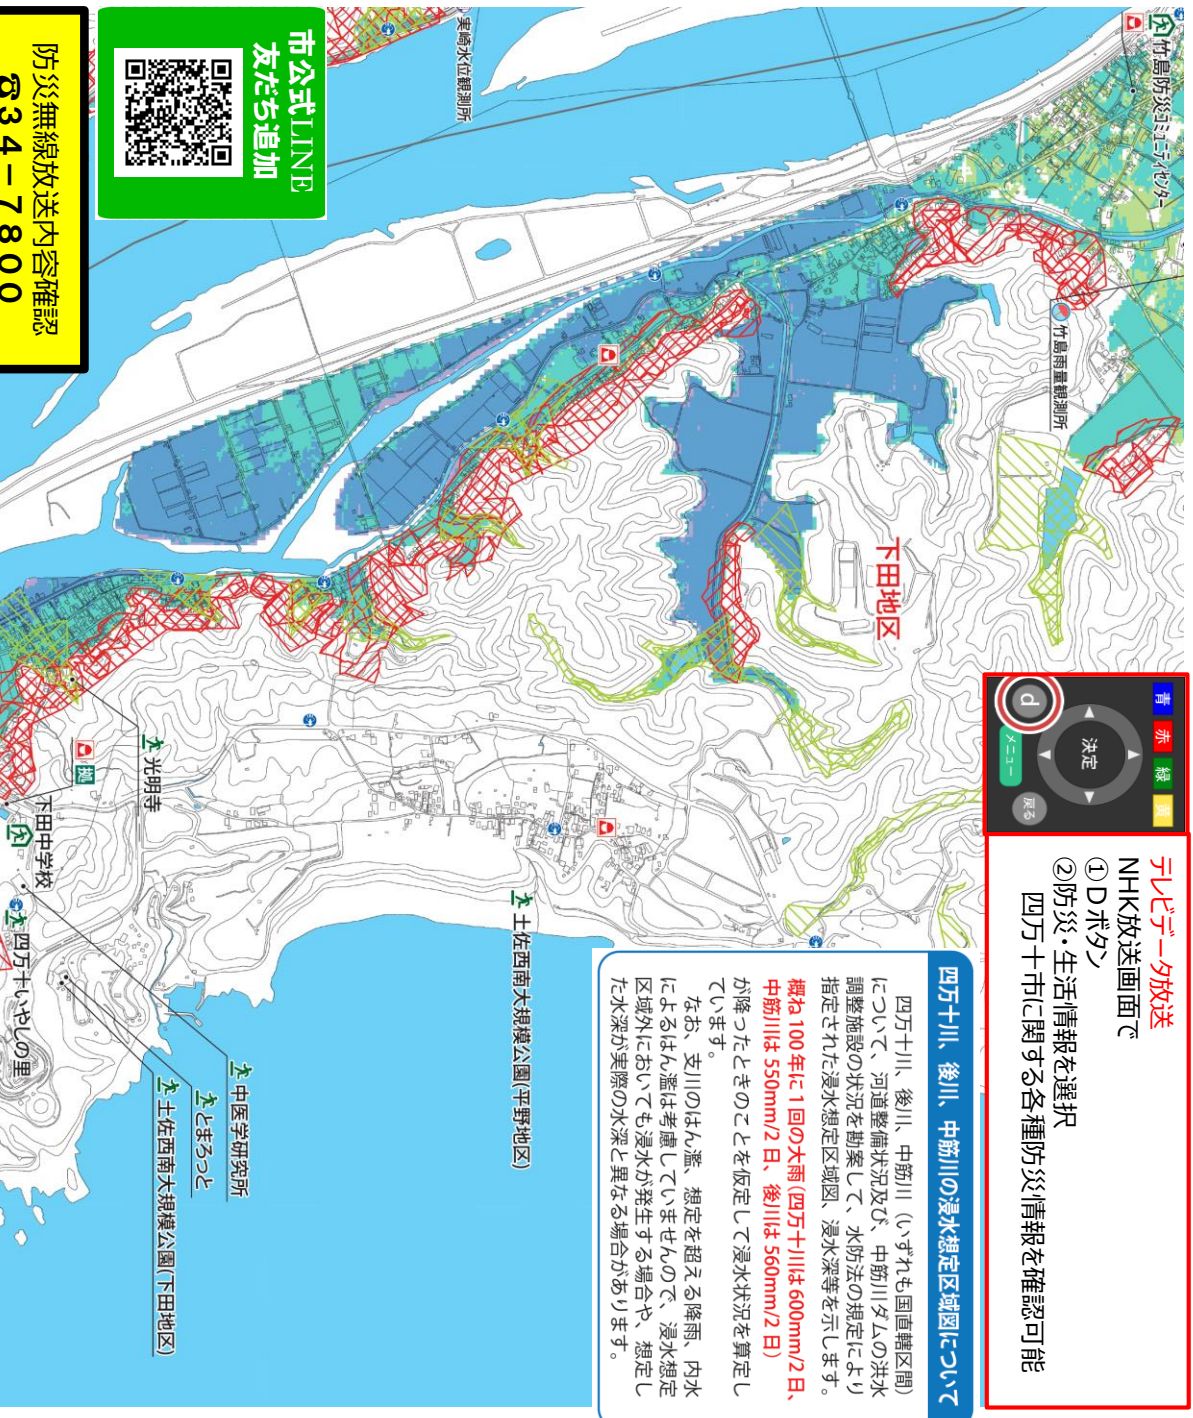 テレビデータ放送
NHK放送画面で
①Dボタン
②防災・生活情報を選択
四万十市に関する各種防災情報を確認可能
青
赤
緑
黄
決定
d
メニュー
戻る
四万十川、後川、中筋川の浸水想定区域図について
四万十川、後川、中筋川（いずれも国直轄区間）
について、河道整備状況及び、中筋川ダムの洪水
調整施設の状況を勘案して、水防法の規定により
指定された浸水想定区域図、浸水深等を示します。
概ね100年に1回の大雨(四万十川は600mm/2日、
中筋川は550mm/2日、後川は560mm/2日)
が降ったときのことを仮定して浸水状況を算定し
ています。
なお、支川のはん濫、想定を超える降雨、内水
によるはん濫は考慮していませんので、浸水想定
区域外においても浸水が発生する場合や、想定し
た水深が実際の水深と異なる場合があります。
竹島防災コミュニティセンター
竹島雨量観測所
下田地区
実崎水位観測所
市公式LINE
友だち追加
防災無線放送内容確認
☎34-7800
土佐西南大規模公園(平野地区)
光明寺
拠
下田中学校
四万十いやしの里
中医学研究所
とまろっと
土佐西南大規模公園(下田地区)